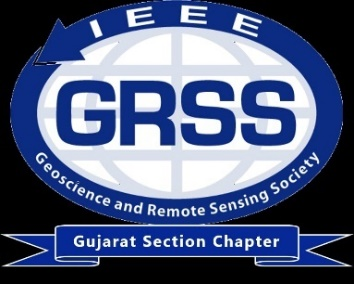 IEEE
GRSS
Geoscience and Remote Sensing Society
Gujarat Section Chapter